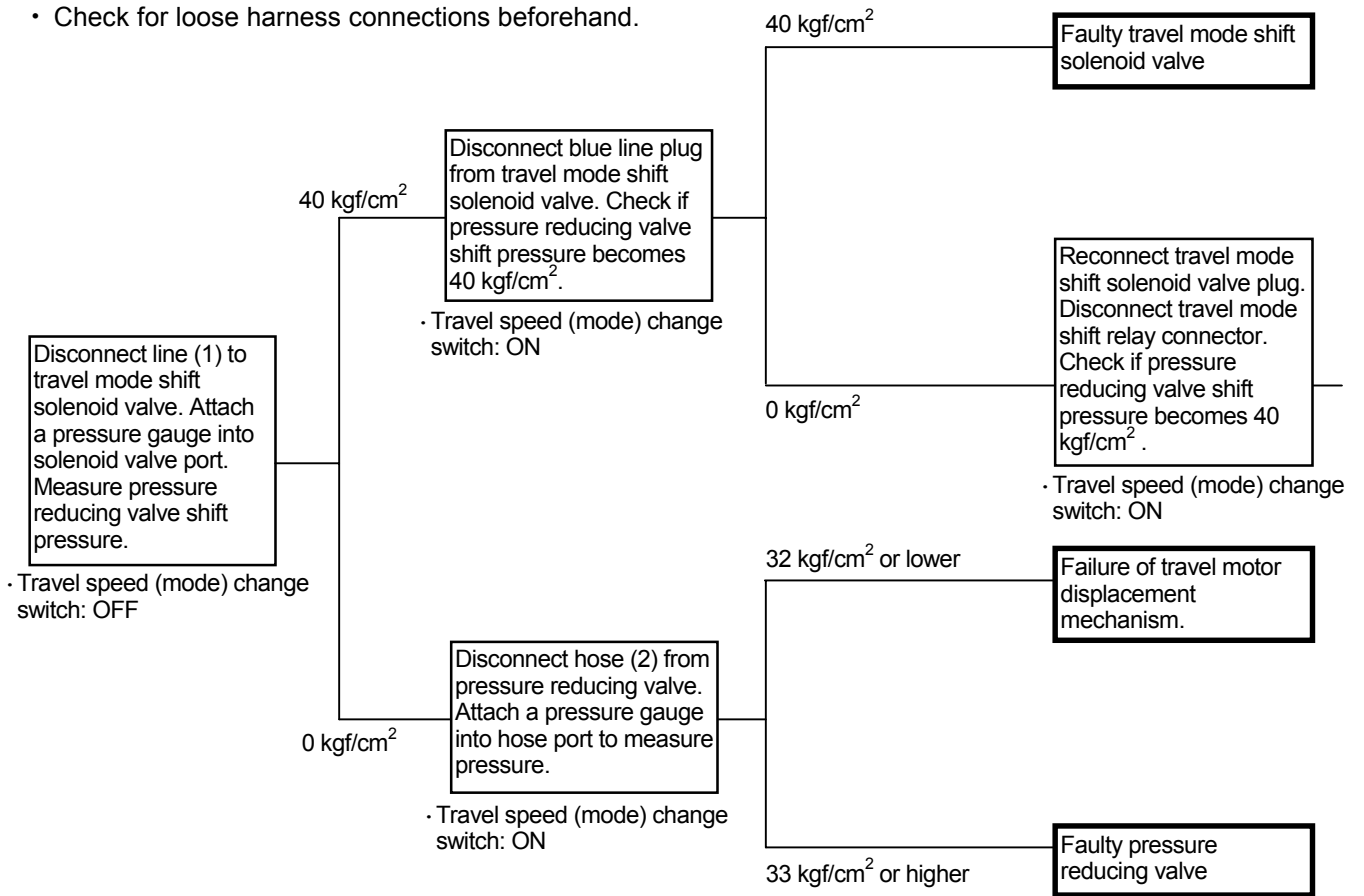 ・ Check for loose harness connections beforehand.
40 kgf/cm²
Faulty travel mode shift
solenoid valve
Disconnect blue line plug
from travel mode shift
solenoid valve. Check if
pressure reducing valve
shift pressure becomes
40 kgf/cm².
40 kgf/cm²
・Travel speed (mode) change
switch: ON
Reconnect travel mode
shift solenoid valve plug.
Disconnect travel mode
shift relay connector.
Check if pressure
reducing valve shift
pressure becomes 40
kgf/cm² .
0 kgf/cm²
・Travel speed (mode) change
switch: ON
Disconnect line (1) to
travel mode shift
solenoid valve. Attach
a pressure gauge into
solenoid valve port.
Measure pressure
reducing valve shift
pressure.
・Travel speed (mode) change
switch: OFF
32 kgf/cm² or lower
Failure of travel motor
displacement
mechanism.
Disconnect hose (2) from
pressure reducing valve.
Attach a pressure gauge
into hose port to measure
pressure.
0 kgf/cm²
・Travel speed (mode) change
switch: ON
33 kgf/cm² or higher
Faulty pressure
reducing valve